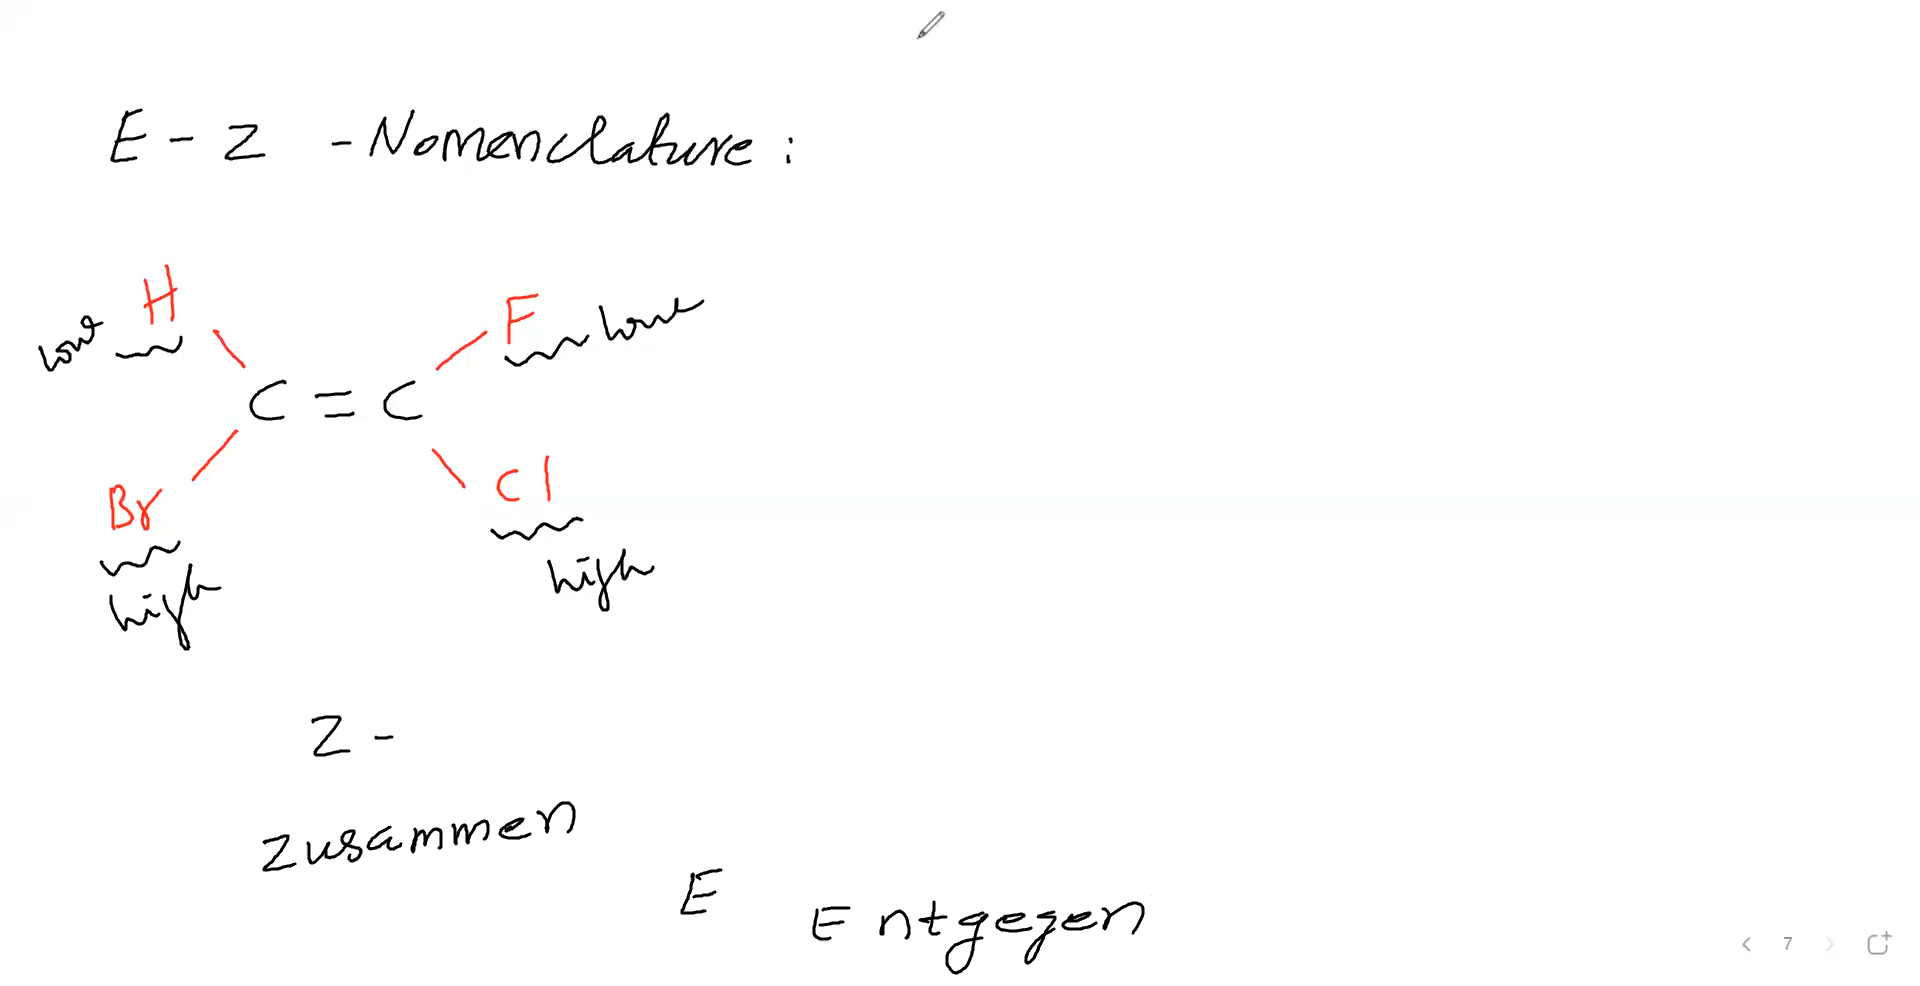 E - Z - Nomenclature :
H
F
low
low
C = C
Br
Cl
high
high
Z -
Zusammen
E Entgegen
7